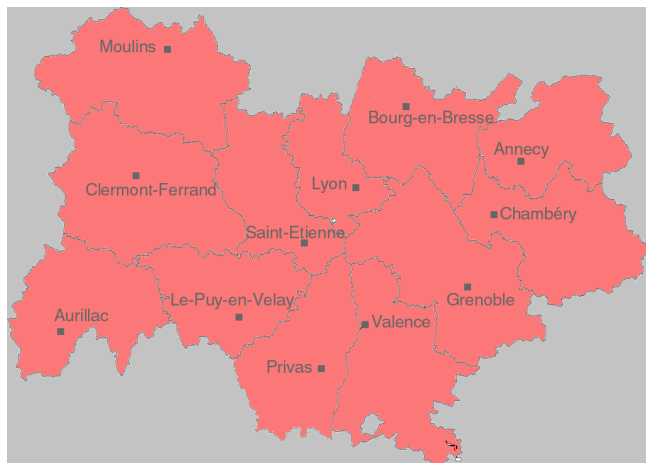 Moulins
Bourg-en-Bresse
Annecy
Lyon
Clermont-Ferrand
Chambéry
Saint-Etienne
Le-Puy-en-Velay
Grenoble
Aurillac
Valence
Privas